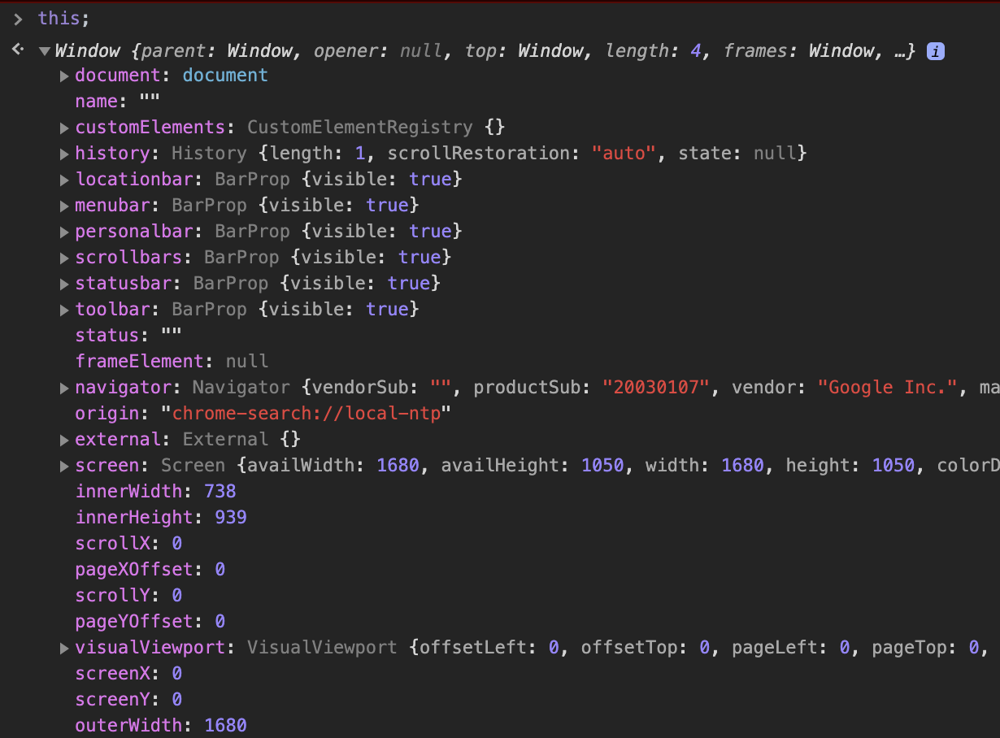 > this;
Window {parent: Window, opener: null, top: Window, length: 4, frames: Window, …} i
document: document
name: ""
customElements: CustomElementRegistry {}
history: History {length: 1, scrollRestoration: "auto", state: null}
locationbar: BarProp {visible: true}
menubar: BarProp {visible: true}
personalbar: BarProp {visible: true}
scrollbars: BarProp {visible: true}
statusbar: BarProp {visible: true}
toolbar: BarProp {visible: true}
status: ""
frameElement: null
navigator: Navigator {vendorSub: "", productSub: "20030107", vendor: "Google Inc.", ma
origin: "chrome-search://local-ntp"
external: External {}
screen: Screen {availWidth: 1680, availHeight: 1050, width: 1680, height: 1050, colorD
innerWidth: 738
innerHeight: 939
scrollX: 0
pageXOffset: 0
scrollY: 0
pageYOffset: 0
visualViewport: VisualViewport {offsetLeft: 0, offsetTop: 0, pageLeft: 0, pageTop: 0,
screenX: 0
screenY: 0
outerWidth: 1680